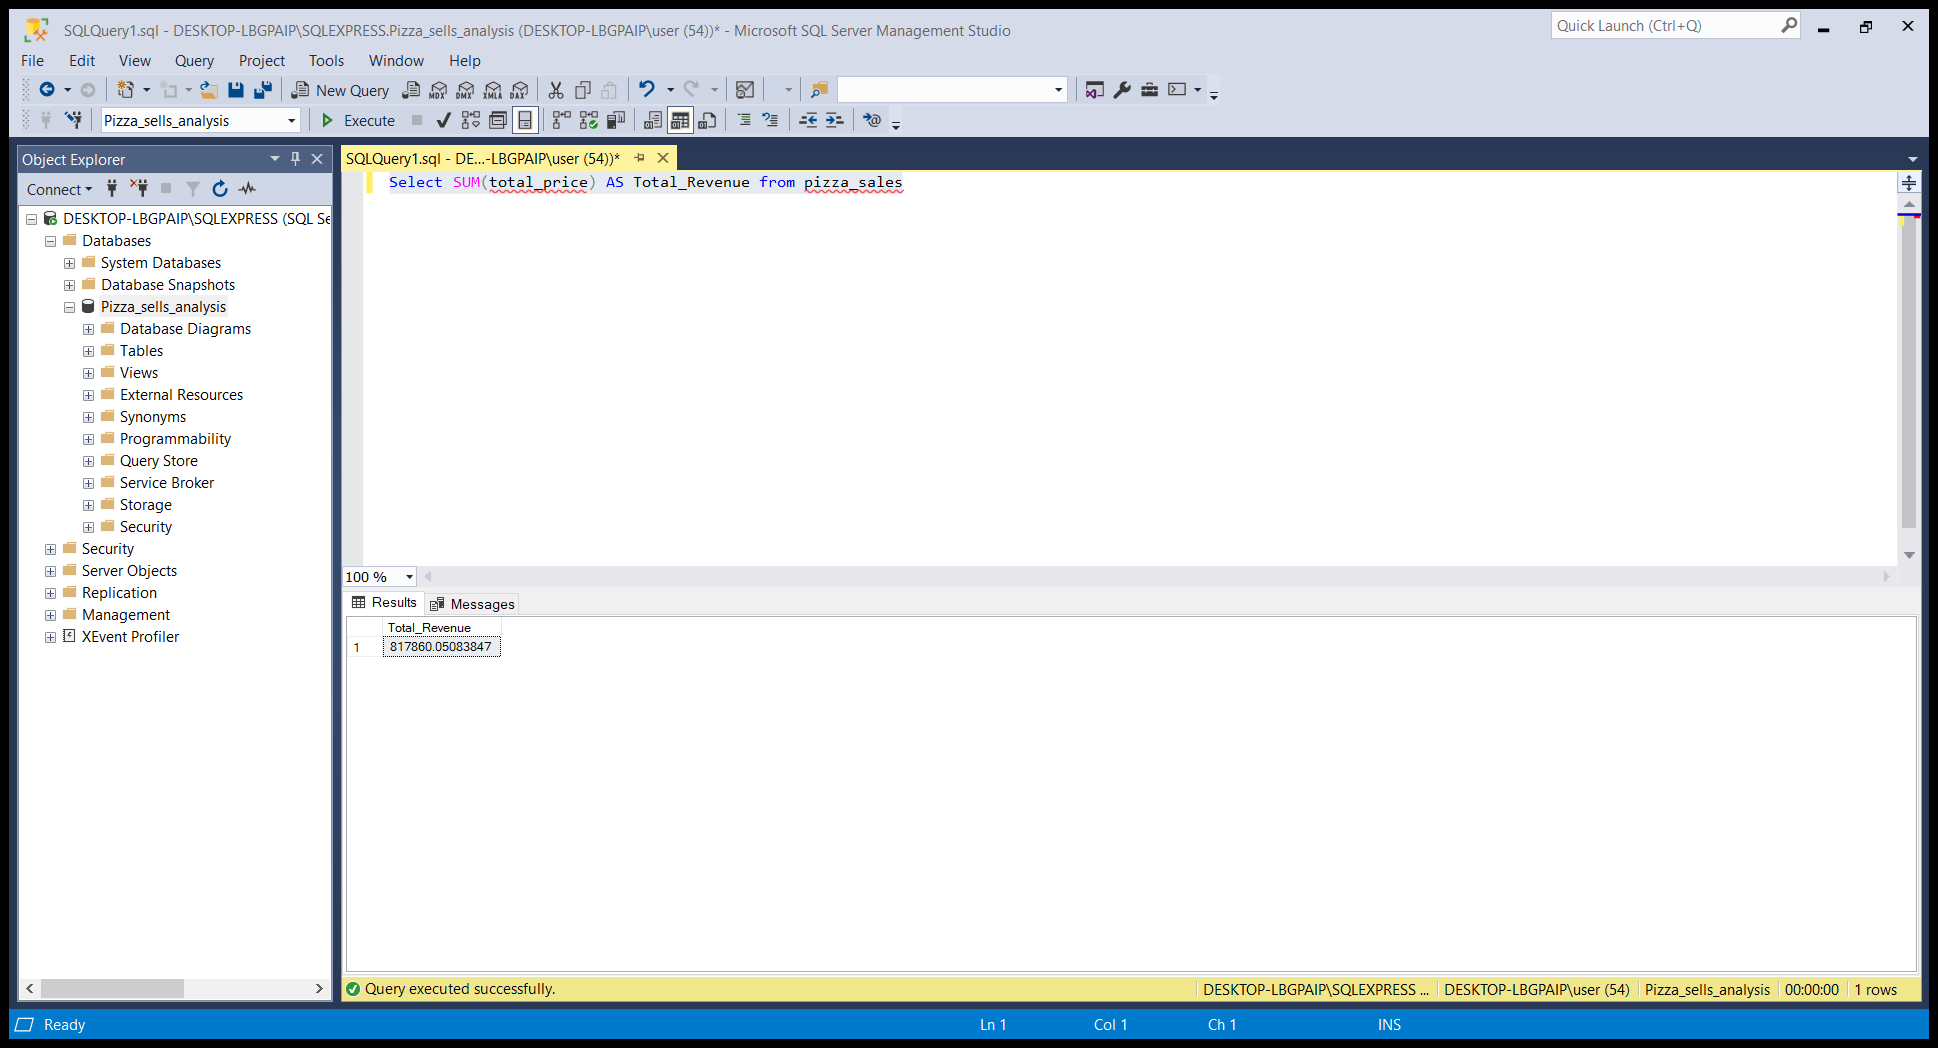 SQLQuery1.sql - DESKTOP-LBGPAIP\SQLEXPRESS.Pizza_sells_analysis (DESKTOP-LBGPAIP\user (54))* - Microsoft SQL Server Management Studio
Quick Launch (Ctrl+Q)
File Edit View Query Project Tools Window Help
New Query MDX DMX XMLA DAX
Pizza_sells_analysis Execute
Object Explorer
SQLQuery1.sql - DE...-LBGPAIP\user (54))*
Connect
Select SUM(total_price) AS Total_Revenue from pizza_sales
DESKTOP-LBGPAIP\SQLEXPRESS (SQL Se
Databases
System Databases
Database Snapshots
Pizza_sells_analysis
Database Diagrams
Tables
Views
External Resources
Synonyms
Programmability
Query Store
Service Broker
Storage
Security
Security
Server Objects
Replication
Management
XEvent Profiler
100 %
Results Messages
Total_Revenue
1 817860.05083847
Query executed successfully.
DESKTOP-LBGPAIP\SQLEXPRESS ... DESKTOP-LBGPAIP\user (54) Pizza_sells_analysis 00:00:00 1 rows
Ready Ln 1 Col 1 Ch 1 INS